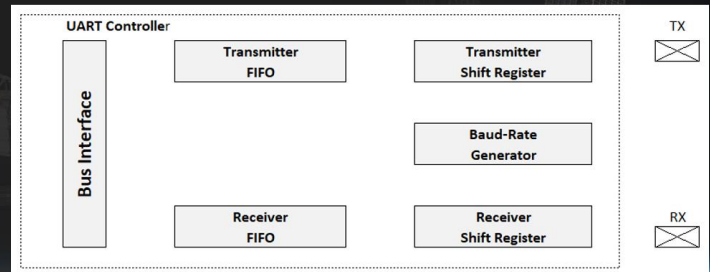 UART Controller
TX
Transmitter
FIFO
Transmitter
Shift Register
Bus Interface
Baud-Rate
Generator
Receiver
FIFO
Receiver
Shift Register
RX